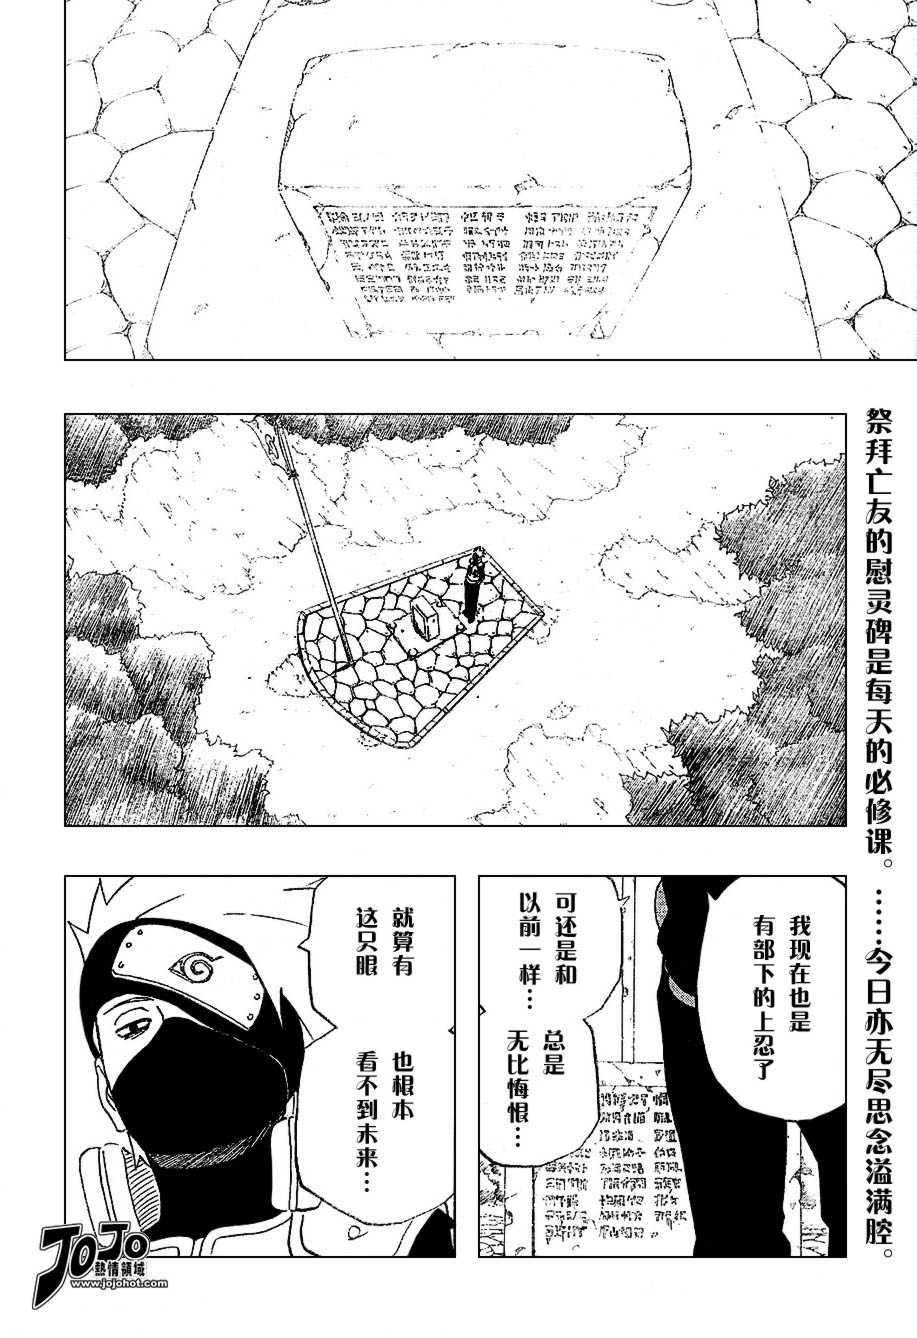 祭拜亡友的慰灵碑是每天的必修课。……今日亦无尽思念溢满腔。
我现在也是
有部下的上忍了
可还是和
以前一样…
总是
无比悔恨…
就算有
这只眼
也根本
看不到未来…
JOJO
熱情領域
www.jojohot.com